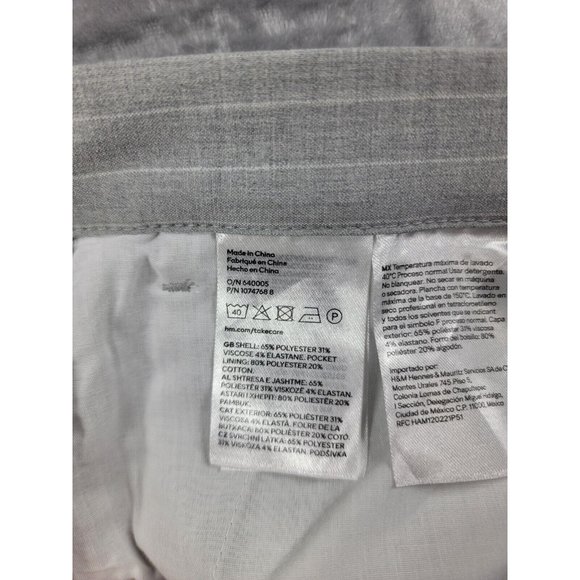 Made in China
Fabriqué en Chine
Hecho en China
O/N 640005
P/N 1074768 B
40
P
hm.com/takecare
GB SHELL: 65% POLYESTER 31%
VISCOSE 4% ELASTANE. POCKET
LINING: 80% POLYESTER 20%
COTTON.
AL SHTRESA E JASHTME: 65%
POLIESTËR 31% VISKOZË 4% ELASTAN.
ASTARI I XHEPIT: 80% POLIESTËR 20%
PAMBUK.
CAT EXTERIOR: 65% POLIÈSTER 31%
VISCOSA 4% ELASTÀ. FOLRE DE LA
BUTXACA: 80% POLIÈSTER 20% COTÓ.
CZ SVRCHNÍ LÁTKA: 65% POLYESTER
31% VISKÓZA 4% ELASTAN. PODŠÍVKA
MX Temperatura máxima de lavado
40°C Proceso normal Usar detergente.
No blanquear. No secar en máquina
o secadora. Plancha con temperatura
máxima de la base de 150°C. Lavado en
seco profesional en tetracloroetileno
y todos los solventes que se indican
para el símbolo F proceso normal. Capa
exterior: 65% poliéster 31% viscosa
4% elastano. Forro del bolsillo: 80%
poliéster 20% algodón.
Importado por:
H&M Hennes & Mauritz Servicios SA de C
Montes Urales 745 Piso 5,
Colonia Lomas de Chapultepec
I Sección, Delegación Miguel Hidalgo,
Ciudad de México C.P. 11000, México
RFC HAM120221P51